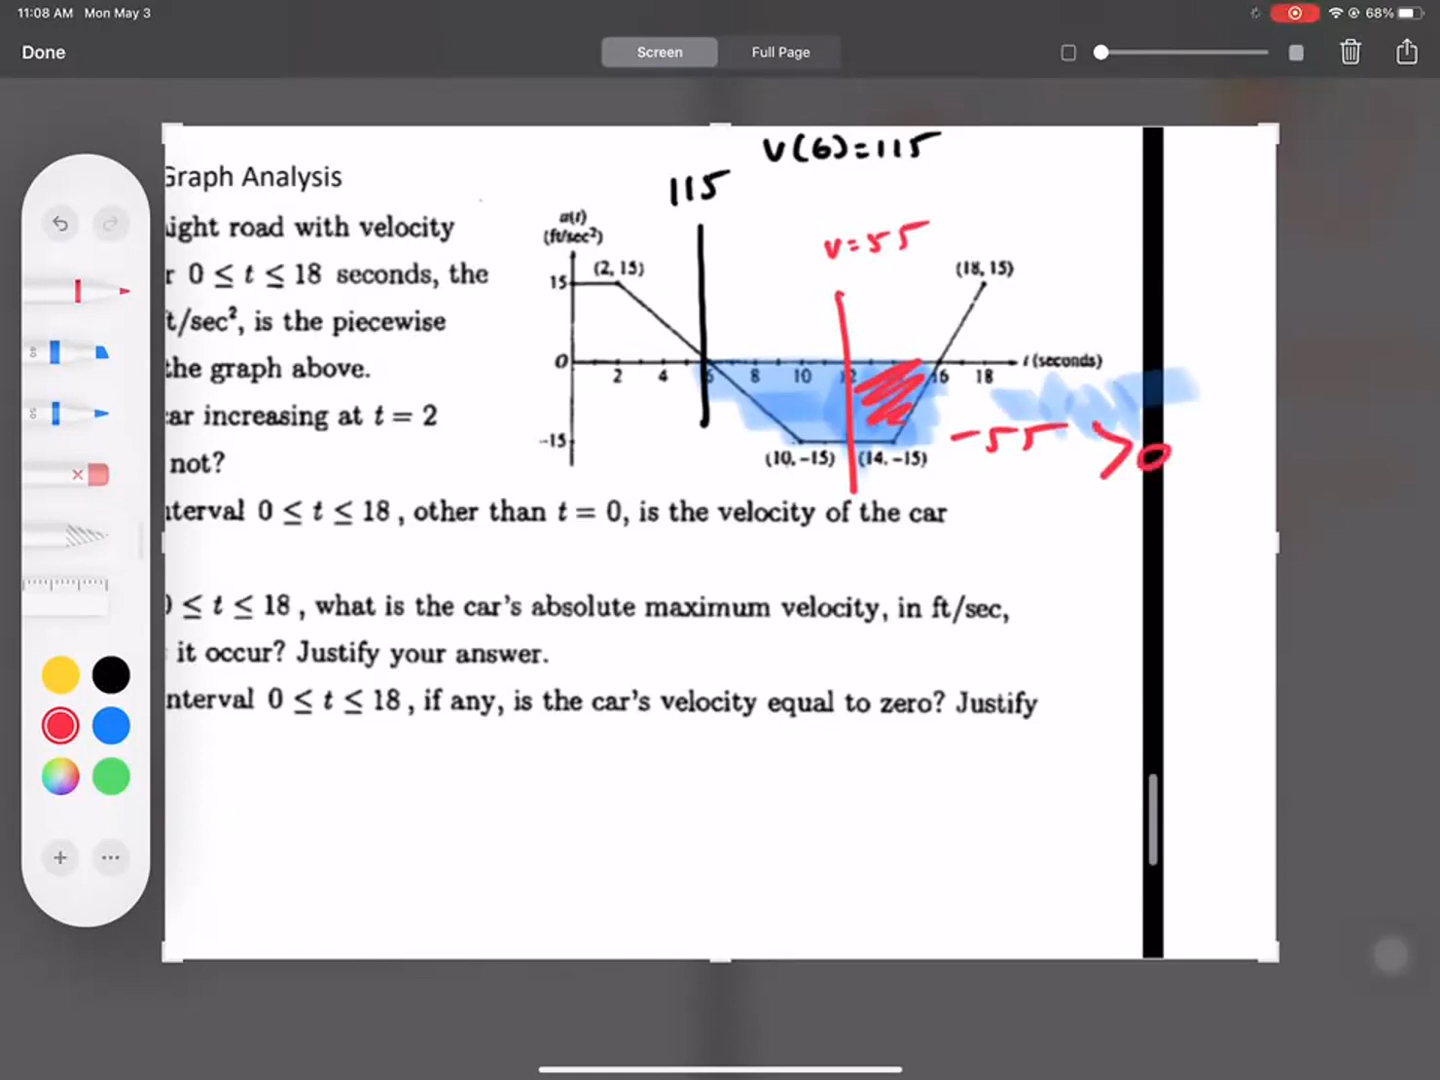 11:08 AM Mon May 3
68%
Done
Screen
Full Page
v(6)=115
115
Graph Analysis
ight road with velocity
r 0 ≤ t ≤ 18 seconds, the
t/sec², is the piecewise
the graph above.
ar increasing at t = 2
not?
a(t)
(ft/sec²)
v=55
15
(2, 15)
(18, 15)
0
t (seconds)
2 4 6 8 10 12 16 18
-15
(10, -15)
(14, -15)
-55 >0
terval 0 ≤ t ≤ 18, other than t = 0, is the velocity of the car
≤ t ≤ 18, what is the car's absolute maximum velocity, in ft/sec,
it occur? Justify your answer.
nterval 0 ≤ t ≤ 18, if any, is the car's velocity equal to zero? Justify